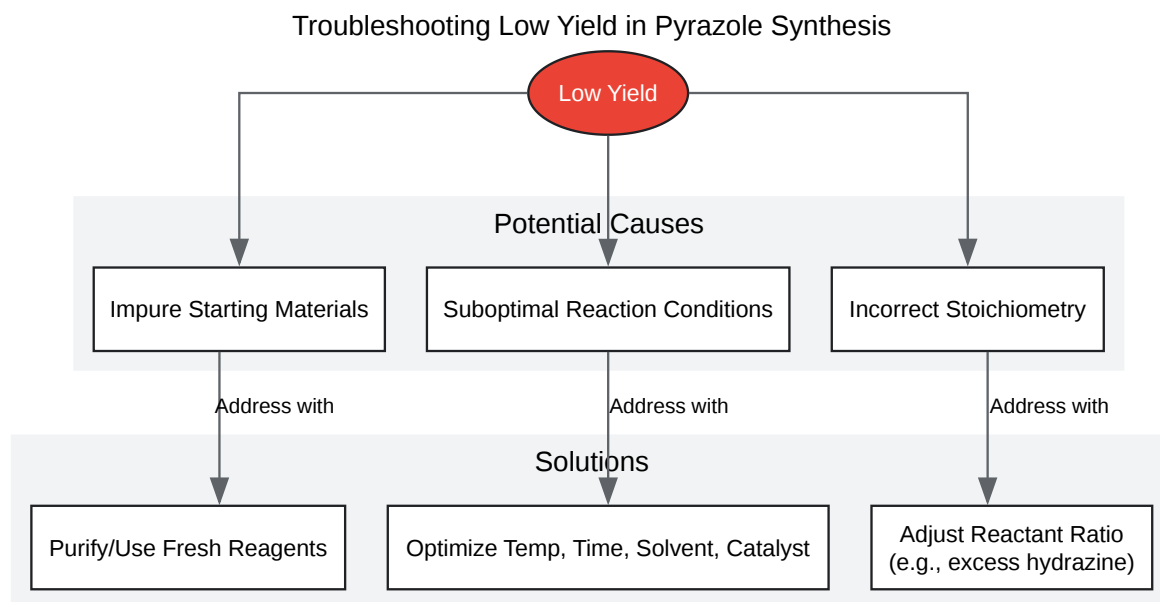 Troubleshooting Low Yield in Pyrazole Synthesis
Low Yield
Potential Causes
Impure Starting Materials
Suboptimal Reaction Conditions
Incorrect Stoichiometry
Address with
Address with
Address with
Solutions
Purify/Use Fresh Reagents
Optimize Temp, Time, Solvent, Catalyst
Adjust Reactant Ratio
(e.g., excess hydrazine)